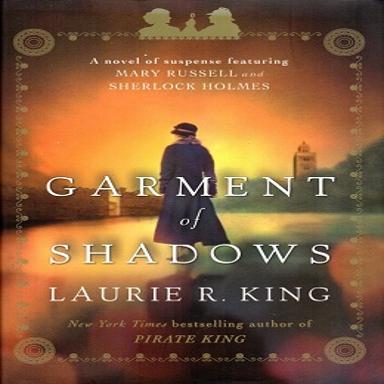 A novel of suspense featuring
MARY RUSSELL and
SHERLOCK HOLMES
GARMENT
of
SHADOWS
LAURIE R. KING
New York Times bestselling author of
PIRATE KING